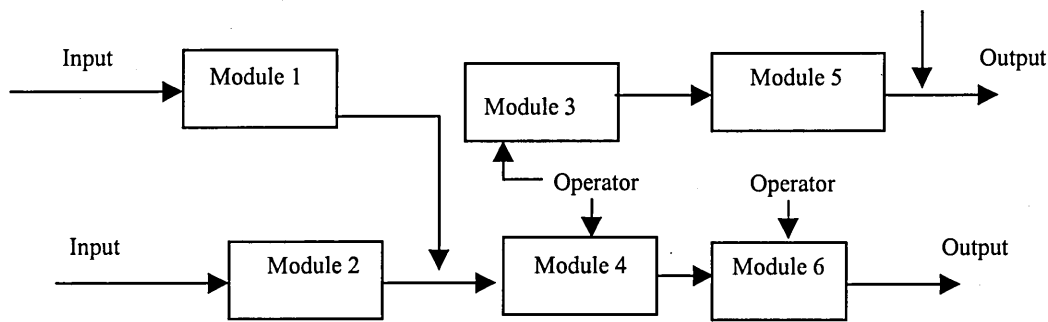 Input
Module 1
Module 3
Module 5
Output
Operator
Operator
Input
Module 2
Module 4
Module 6
Output